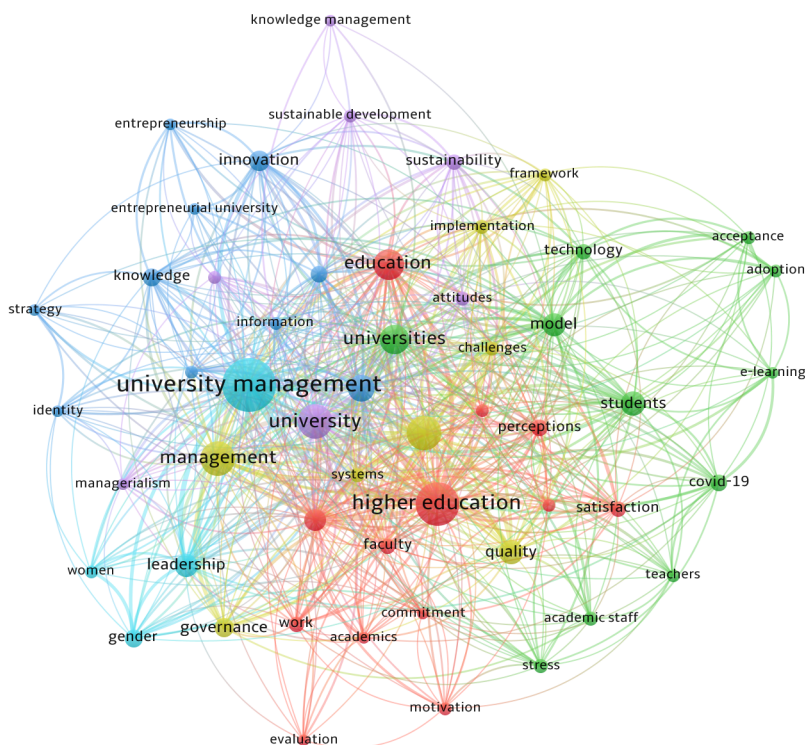 knowledge management
sustainable development
entrepreneurship
innovation
sustainability
framework
entrepreneurial university
implementation
acceptance
technology
education
adoption
knowledge
attitudes
strategy
information
model
universities
challenges
e-learning
university management
students
identity
university
perceptions
management
systems
managerialism
covid-19
higher education
satisfaction
faculty
quality
leadership
women
teachers
commitment
academic staff
work
governance
gender
academics
stress
motivation
evaluation